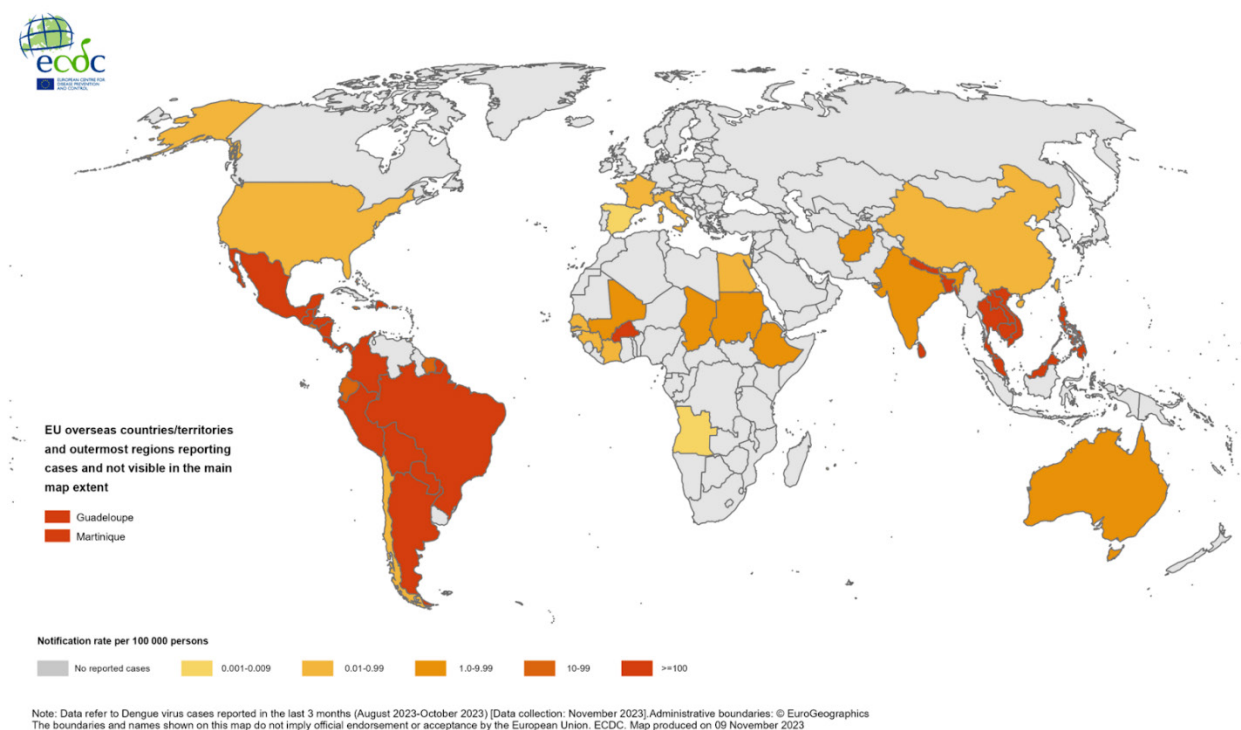 ecdc
EUROPEAN CENTRE FOR
DISEASE PREVENTION
AND CONTROL
EU overseas countries/territories
and outermost regions reporting
cases and not visible in the main
map extent
Guadeloupe
Martinique
Notification rate per 100 000 persons
No reported cases
0.001-0.009
0.01-0.99
1.0-9.99
10-99
>=100
Note: Data refer to Dengue virus cases reported in the last 3 months (August 2023-October 2023) [Data collection: November 2023].Administrative boundaries: © EuroGeographics
The boundaries and names shown on this map do not imply official endorsement or acceptance by the European Union. ECDC. Map produced on 09 November 2023